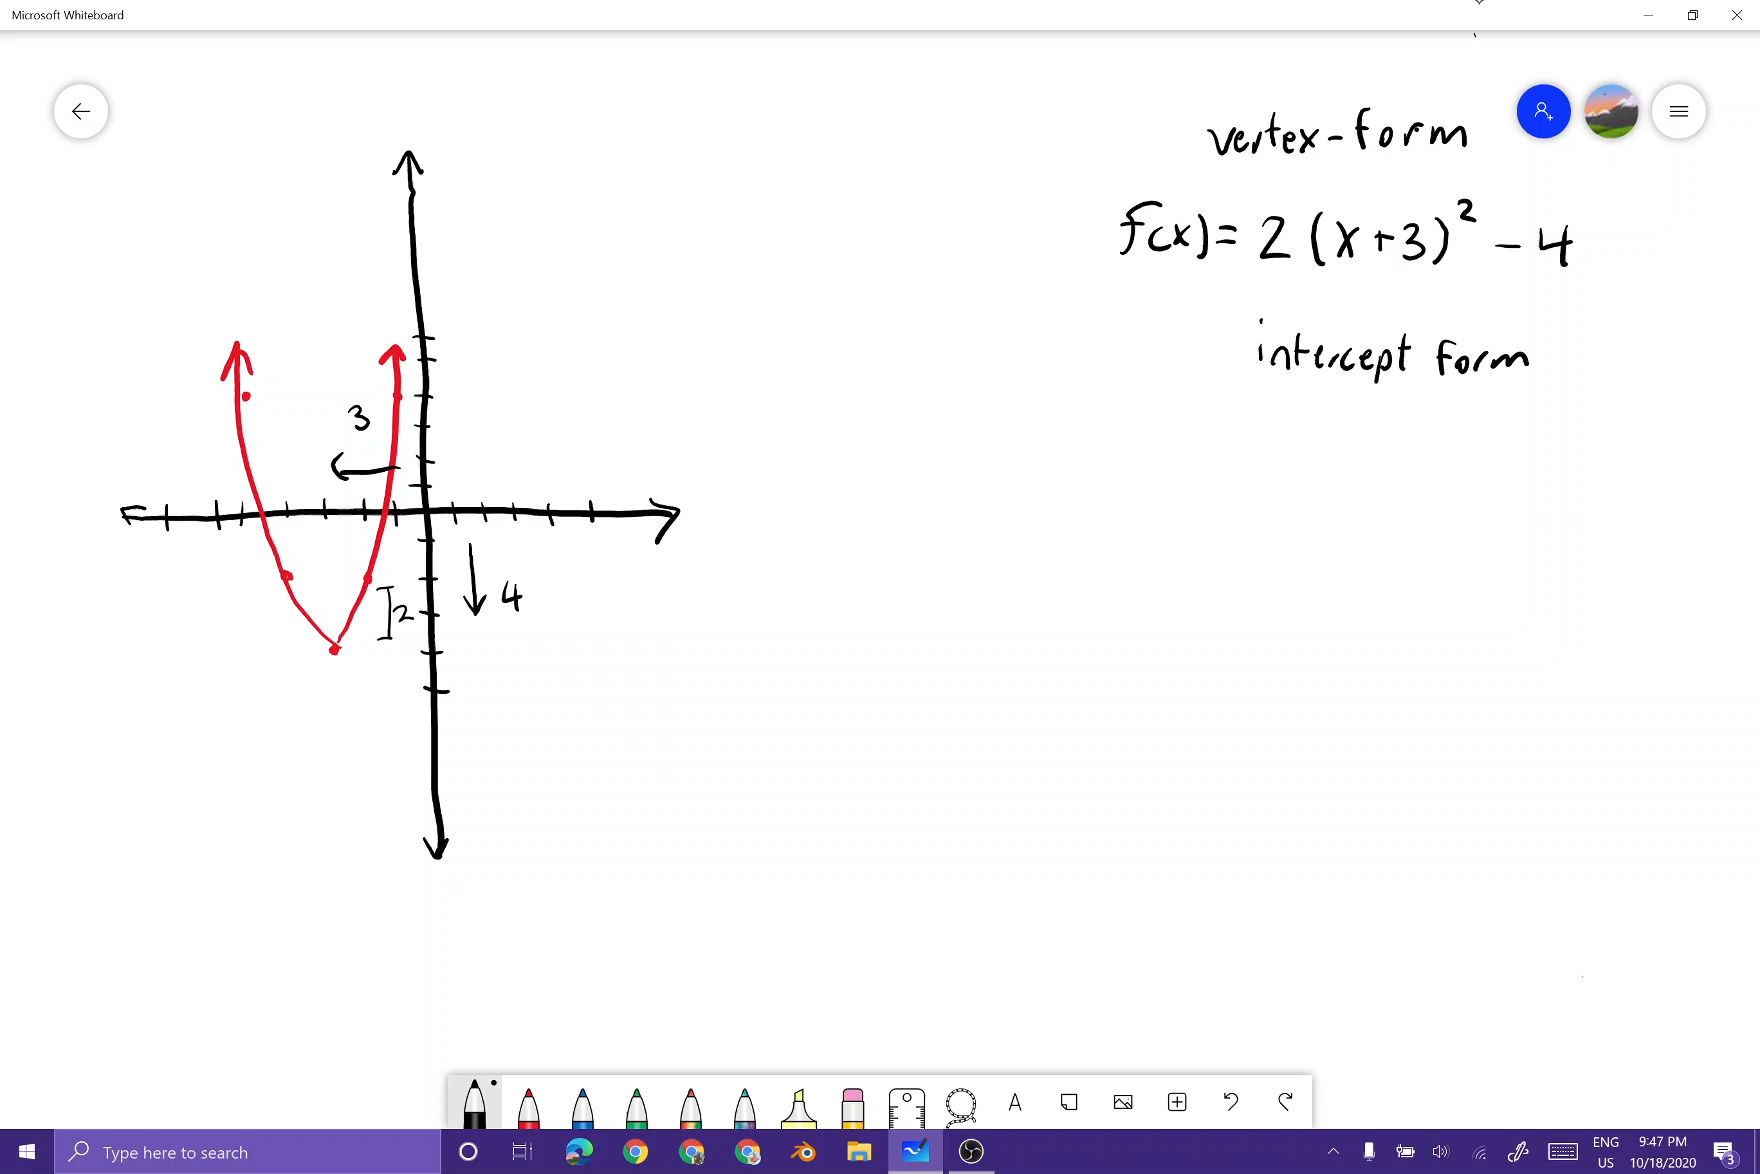 Microsoft Whiteboard
vertex-form
f(x)= 2 (x+3)² - 4
intercept form
3
4
2
A
Type here to search
ENG
US
9:47 PM
10/18/2020
3